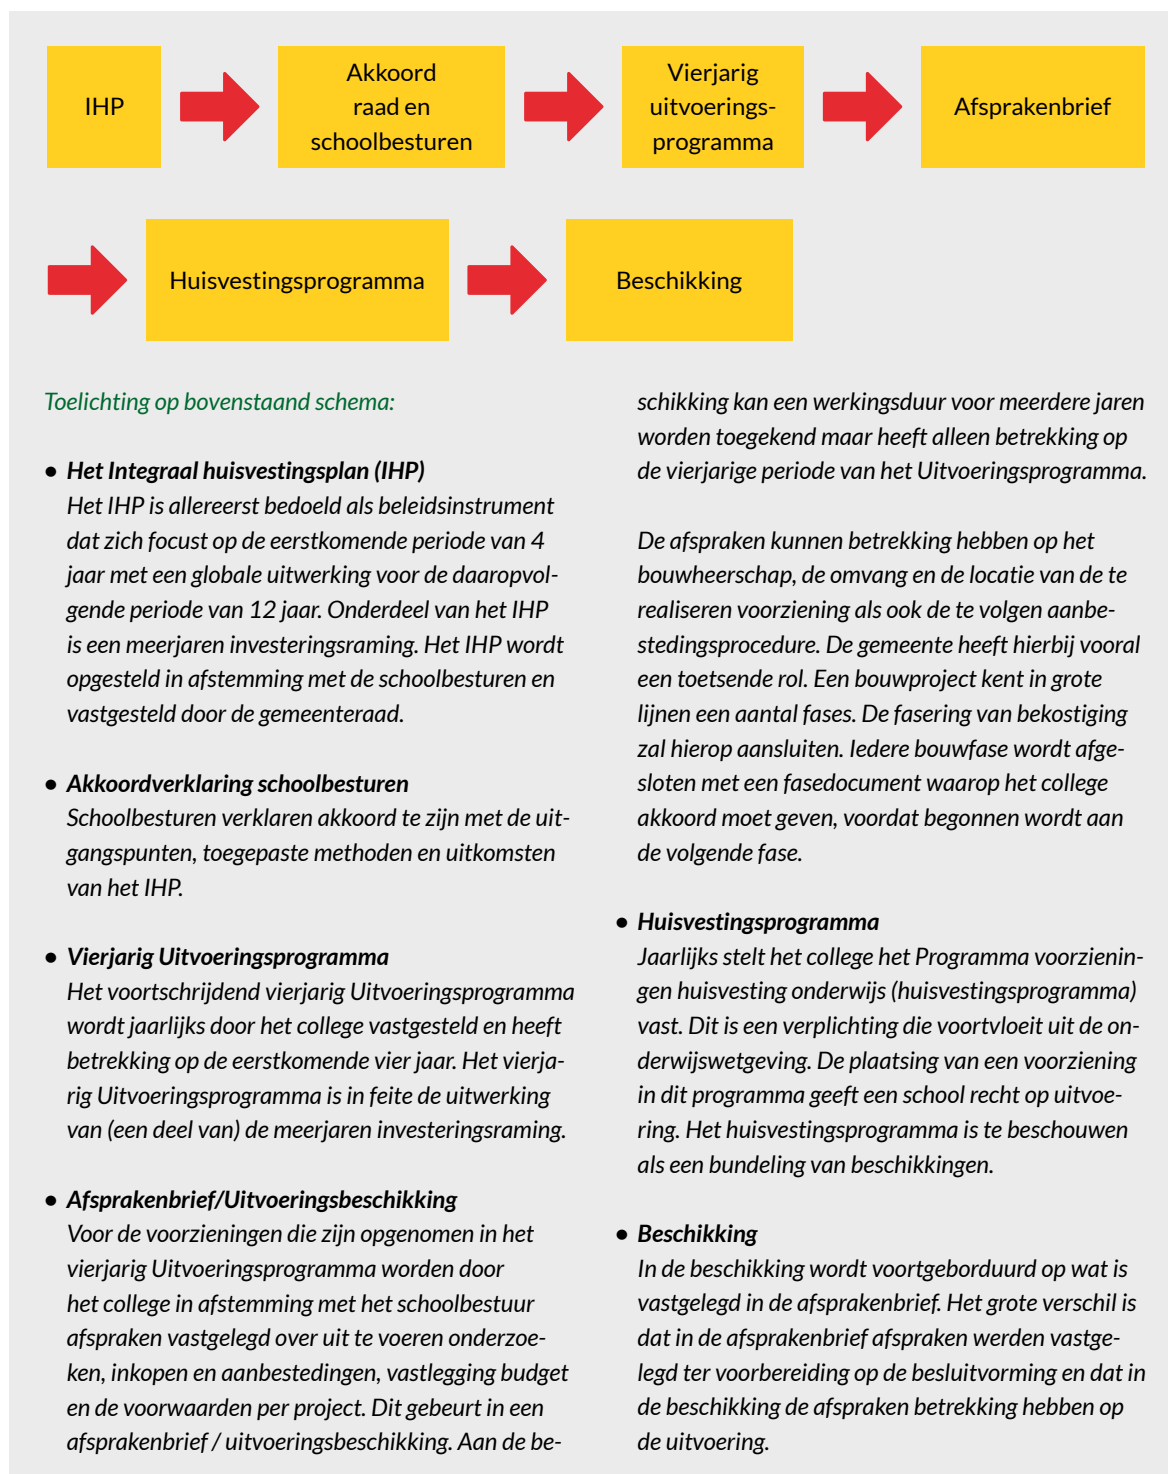 IHP
Akkoord
raad en
schoolbesturen
Vierjarig
uitvoerings-
programma
Afsprakenbrief
Huisvestingsprogramma
Beschikking
Toelichting op bovenstaand schema:
• Het Integraal huisvestingsplan (IHP)
Het IHP is allereerst bedoeld als beleidsinstrument
dat zich focust op de eerstkomende periode van 4
jaar met een globale uitwerking voor de daaropvol-
gende periode van 12 jaar. Onderdeel van het IHP
is een meerjaren investeringsraming. Het IHP wordt
opgesteld in afstemming met de schoolbesturen en
vastgesteld door de gemeenteraad.
• Akkoordverklaring schoolbesturen
Schoolbesturen verklaren akkoord te zijn met de uit-
gangspunten, toegepaste methoden en uitkomsten
van het IHP.
• Vierjarig Uitvoeringsprogramma
Het voortschrijdend vierjarig Uitvoeringsprogramma
wordt jaarlijks door het college vastgesteld en heeft
betrekking op de eerstkomende vier jaar. Het vierja-
rig Uitvoeringsprogramma is in feite de uitwerking
van (een deel van) de meerjaren investeringsraming.
• Afsprakenbrief/Uitvoeringsbeschikking
Voor de voorzieningen die zijn opgenomen in het
vierjarig Uitvoeringsprogramma worden door
het college in afstemming met het schoolbestuur
afspraken vastgelegd over uit te voeren onderzoe-
ken, inkopen en aanbestedingen, vastlegging budget
en de voorwaarden per project. Dit gebeurt in een
afsprakenbrief / uitvoeringsbeschikking. Aan de be-
schikking kan een werkingsduur voor meerdere jaren
worden toegekend maar heeft alleen betrekking op
de vierjarige periode van het Uitvoeringsprogramma.
De afspraken kunnen betrekking hebben op het
bouwheerschap, de omvang en de locatie van de te
realiseren voorziening als ook de te volgen aanbe-
stedingsprocedure. De gemeente heeft hierbij vooral
een toetsende rol. Een bouwproject kent in grote
lijnen een aantal fases. De fasering van bekostiging
zal hierop aansluiten. Iedere bouwfase wordt afge-
sloten met een fasedocument waarop het college
akkoord moet geven, voordat begonnen wordt aan
de volgende fase.
• Huisvestingsprogramma
Jaarlijks stelt het college het Programma voorzienin-
gen huisvesting onderwijs (huisvestingsprogramma)
vast. Dit is een verplichting die voortvloeit uit de on-
derwijswetgeving. De plaatsing van een voorziening
in dit programma geeft een school recht op uitvoe-
ring. Het huisvestingsprogramma is te beschouwen
als een bundeling van beschikkingen.
• Beschikking
In de beschikking wordt voortgeborduurd op wat is
vastgelegd in de afsprakenbrief. Het grote verschil is
dat in de afsprakenbrief afspraken werden vastge-
legd ter voorbereiding op de besluitvorming en dat in
de beschikking de afspraken betrekking hebben op
de uitvoering.